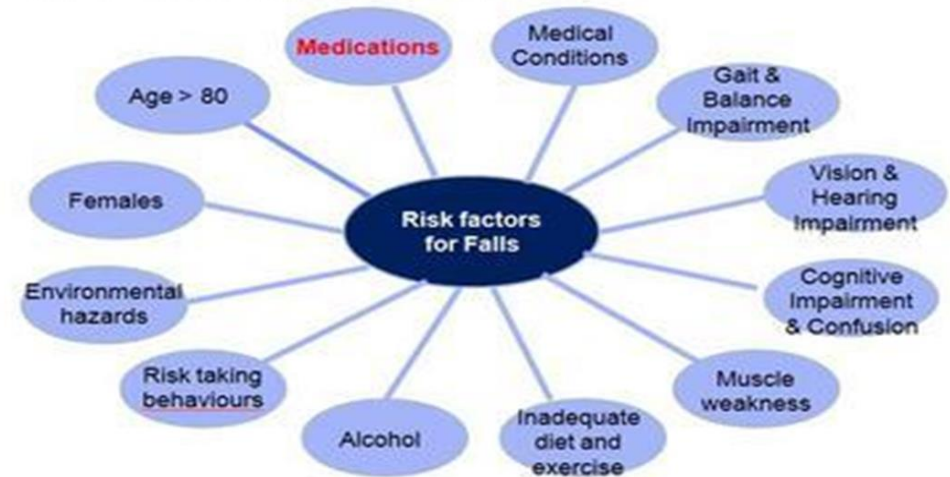 Medications
Medical
Conditions
Age > 80
Gait &
Balance
Impairment
Females
Vision &
Hearing
Impairment
Risk factors
for Falls
Environmental
hazards
Cognitive
Impairment
& Confusion
Risk taking
behaviours
Muscle
weakness
Alcohol
Inadequate
diet and
exercise